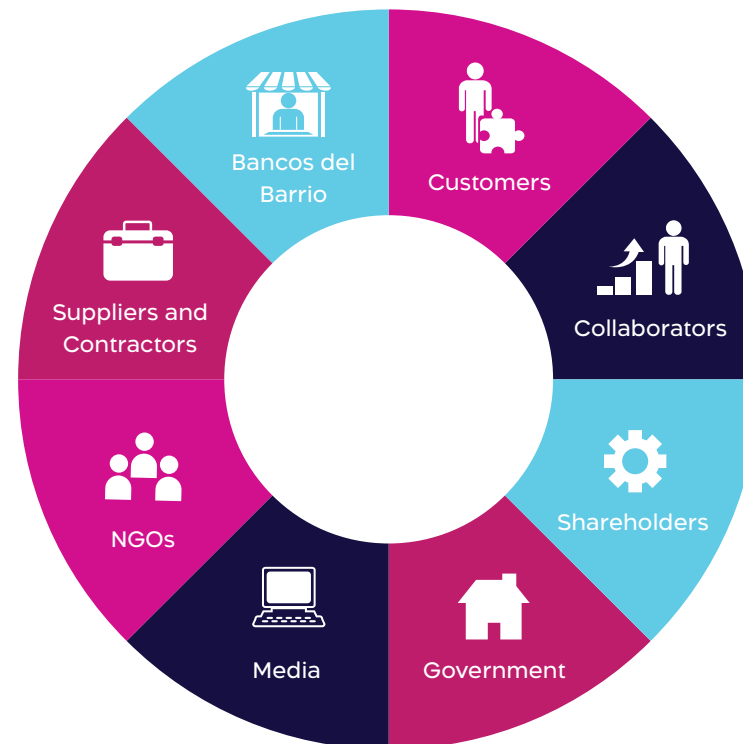 Bancos del
Barrio
Customers
Collaborators
Shareholders
Government
Media
NGOs
Suppliers and
Contractors